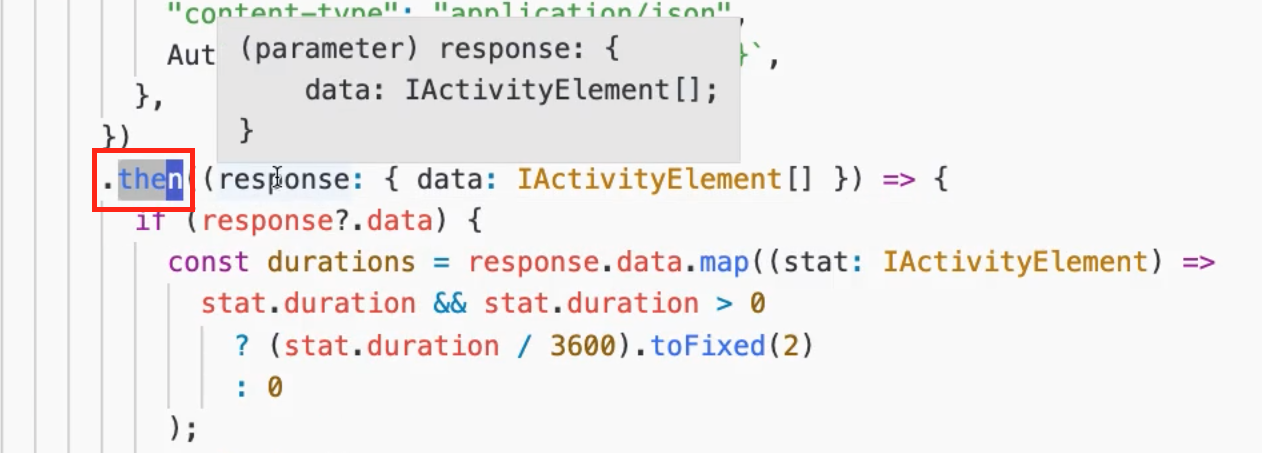 "content-type": "application/json",
Aut }`,
(parameter) response: {
data: IActivityElement[];
}
},
})
.then((response: { data: IActivityElement[] }) => {
if (response?.data) {
const durations = response.data.map((stat: IActivityElement) =>
stat.duration && stat.duration > 0
? (stat.duration / 3600).toFixed(2)
: 0
);